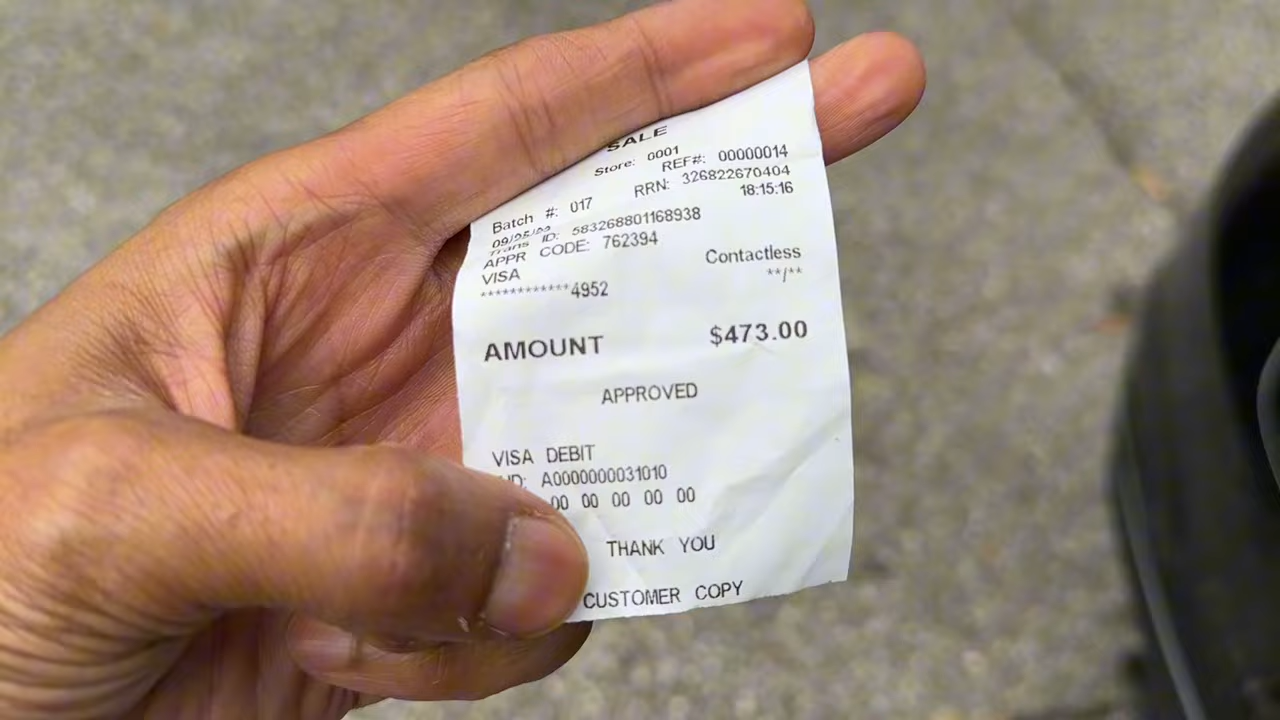 SALE
Store: 0001
REF#: 00000014
Batch #: 017 RRN: 326822670404
18:15:16
Trans ID: 583268801168938
APPR CODE: 762394
VISA Contactless
************4952 **/**
AMOUNT $473.00
APPROVED
VISA DEBIT
A0000000031010
00 00 00 00 00
THANK YOU
CUSTOMER COPY